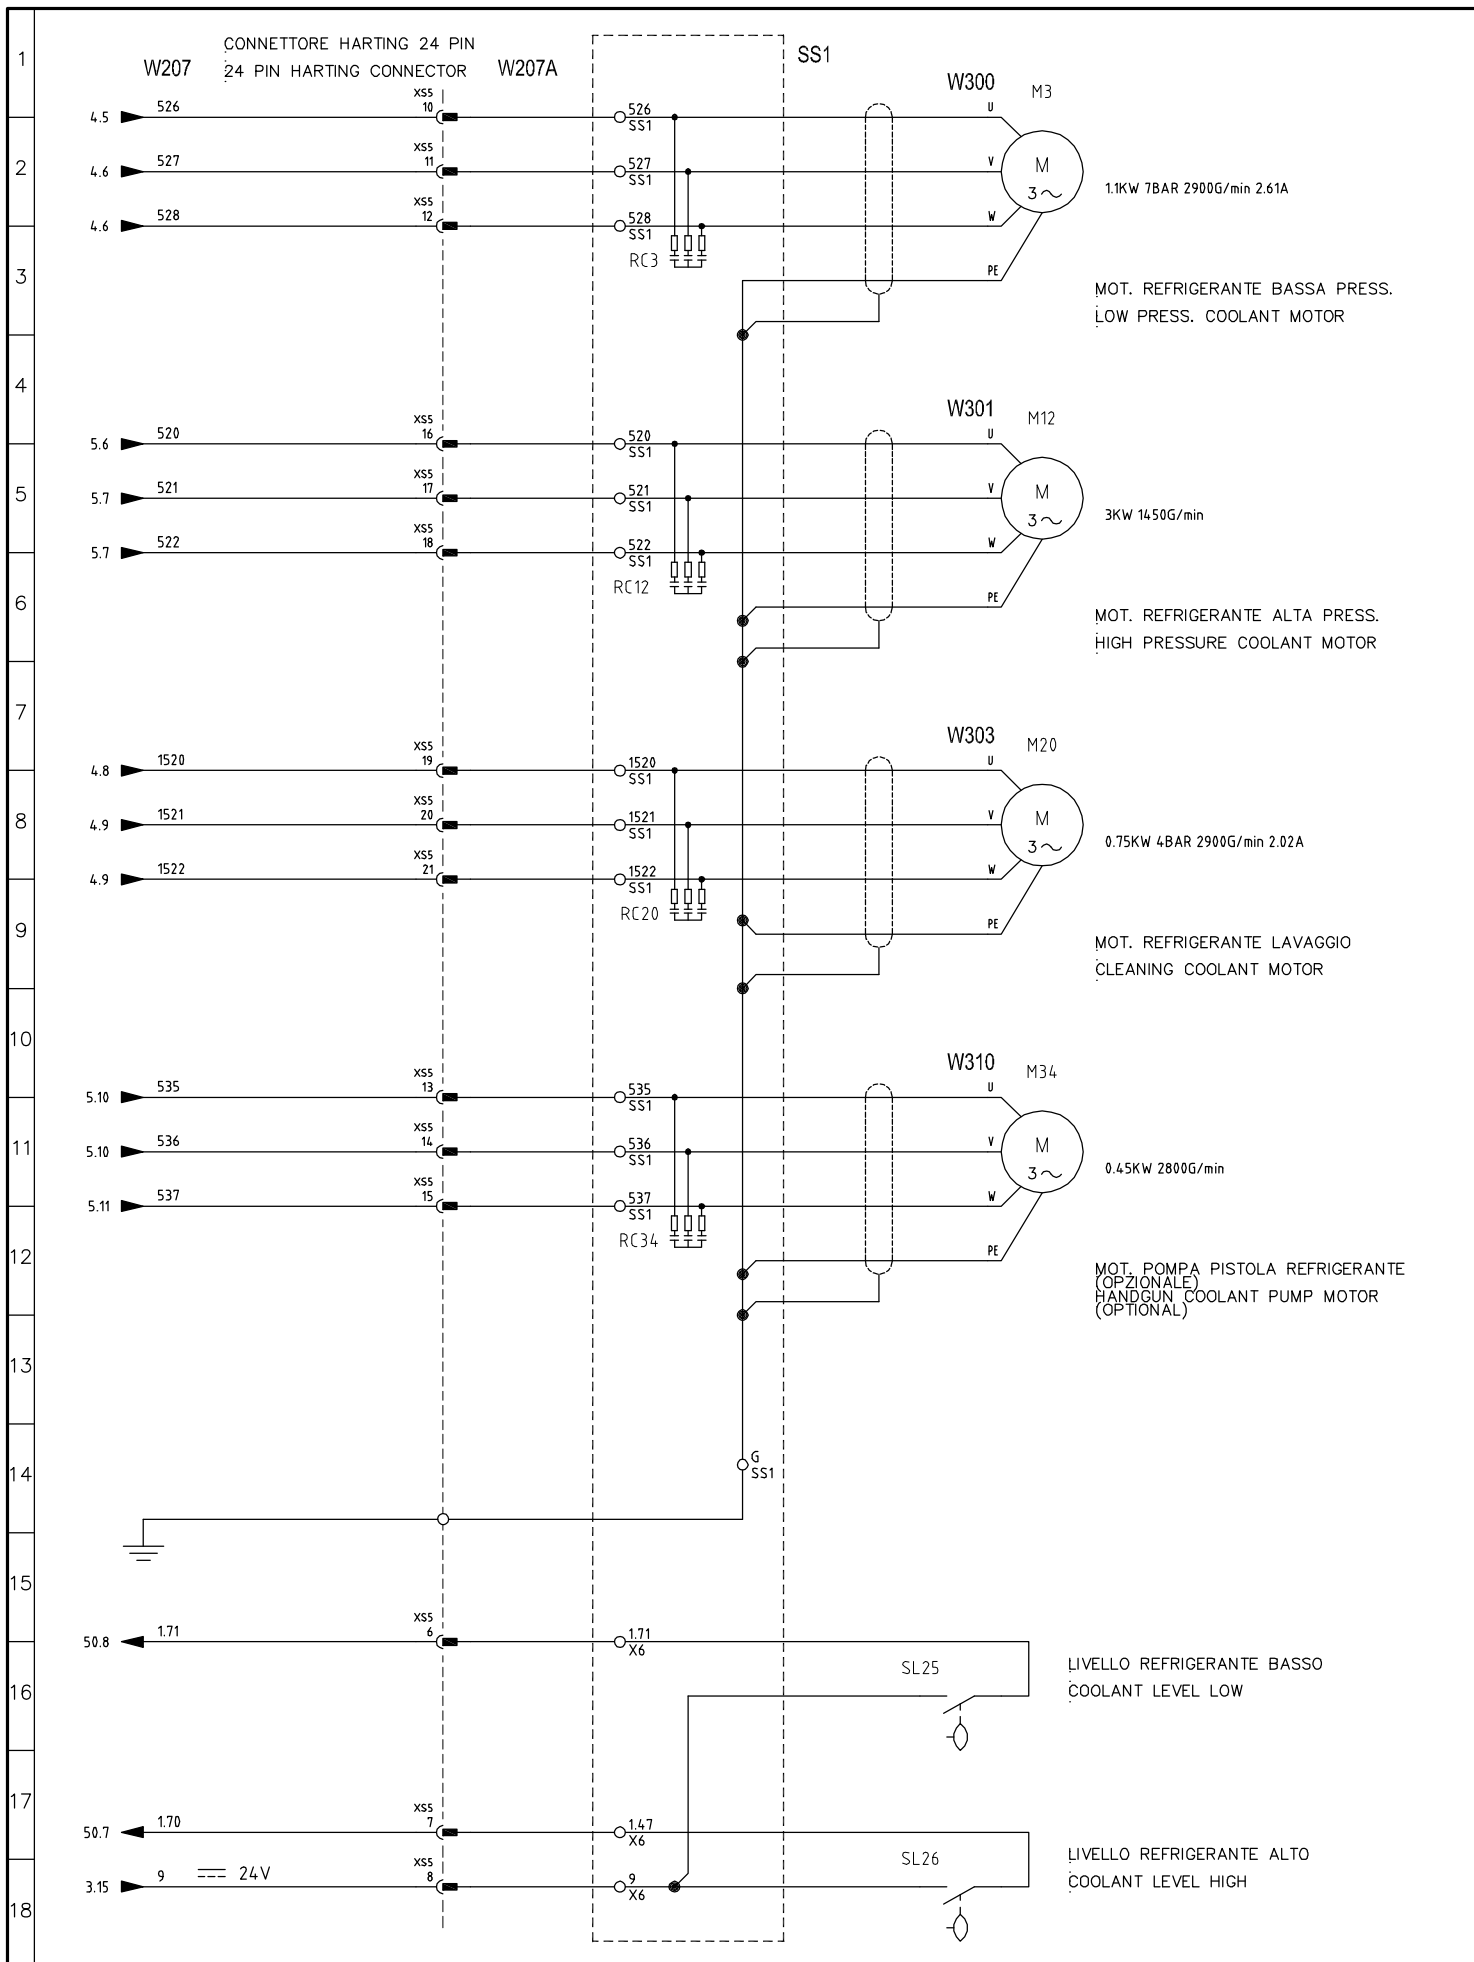 1
CONNETTORE HARTING 24 PIN
W207
24 PIN HARTING CONNECTOR
W207A
SS1
W300
M3
4.5
526
XS5
10
526
SS1
U
2
4.6
527
XS5
11
527
SS1
V
M
3
1.1KW 7BAR 2900G/min 2.61A
4.6
528
XS5
12
528
SS1
W
RC3
3
PE
MOT. REFRIGERANTE BASSA PRESS.
LOW PRESS. COOLANT MOTOR
4
W301
M12
5.6
520
XS5
16
520
SS1
U
5
5.7
521
XS5
17
521
SS1
V
M
3
3KW 1450G/min
5.7
522
XS5
18
522
SS1
W
RC12
6
PE
MOT. REFRIGERANTE ALTA PRESS.
HIGH PRESSURE COOLANT MOTOR
7
W303
M20
4.8
1520
XS5
19
1520
SS1
U
8
4.9
1521
XS5
20
1521
SS1
V
M
3
0.75KW 4BAR 2900G/min 2.02A
4.9
1522
XS5
21
1522
SS1
W
RC20
9
PE
MOT. REFRIGERANTE LAVAGGIO
CLEANING COOLANT MOTOR
10
W310
M34
5.10
535
XS5
13
535
SS1
U
11
5.10
536
XS5
14
536
SS1
V
M
3
0.45KW 2800G/min
5.11
537
XS5
15
537
SS1
W
RC34
12
PE
MOT. POMPA PISTOLA REFRIGERANTE
(OPZIONALE)
HANDGUN COOLANT PUMP MOTOR
(OPTIONAL)
13
14
G
SS1
15
50.8
1.71
XS5
6
1.71
X6
16
SL25
LIVELLO REFRIGERANTE BASSO
COOLANT LEVEL LOW
17
50.7
1.70
XS5
7
1.47
X6
SL26
LIVELLO REFRIGERANTE ALTO
COOLANT LEVEL HIGH
3.15
9
24V
XS5
8
9
X6
18